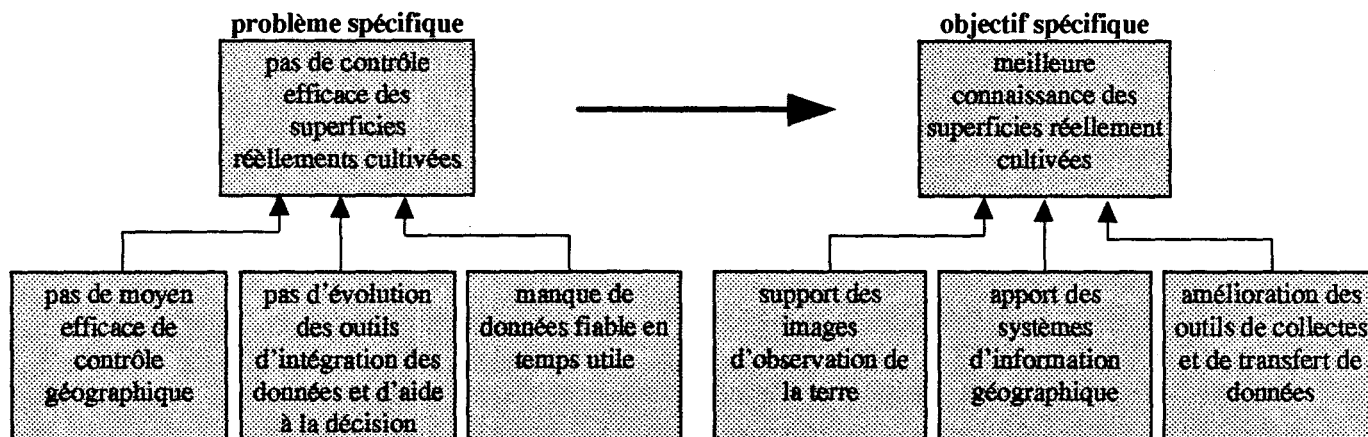 problème spécifique
pas de contrôle
efficace des
superficies
réèllements cultivées
objectif spécifique
meilleure
connaissance des
superficies réellement
cultivées
pas de moyen
efficace de
contrôle
géographique
pas d'évolution
des outils
d'intégration des
données et d'aide
à la décision
manque de
données fiable en
temps utile
support des
images
d'observation de
la terre
apport des
systèmes
d'information
géographique
amélioration des
outils de collectes
et de transfert de
données